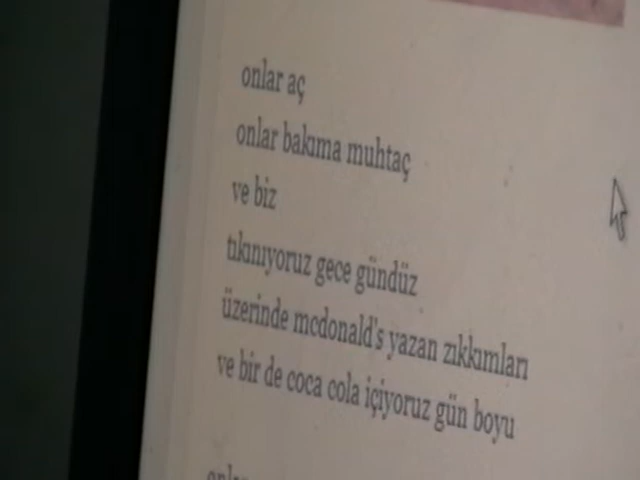 onlar aç
onlar bakıma muhtaç
ve biz
tıkınıyoruz gece gündüz
üzerinde mcdonald's yazan zıkkımları
ve bir de coca cola içiyoruz gün boyu